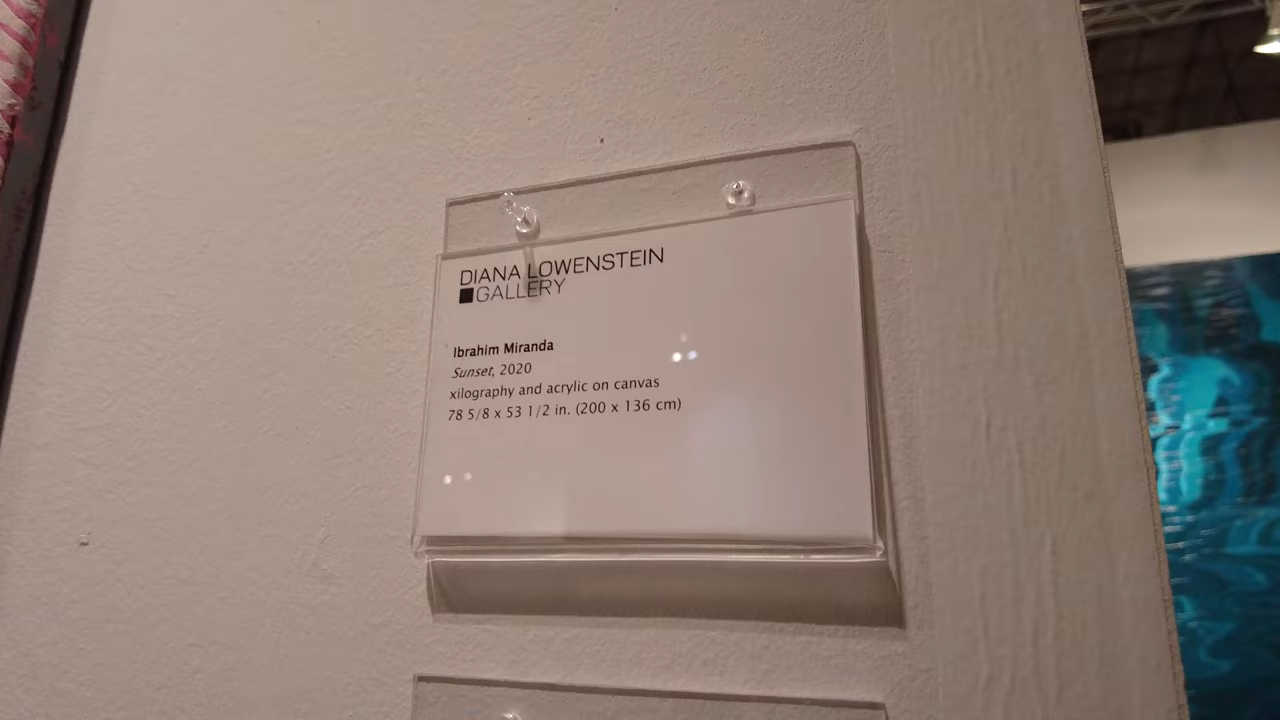 DIANA LOWENSTEIN
GALLERY
Ibrahim Miranda
Sunset, 2020
xilography and acrylic on canvas
78 5/8 x 53 1/2 in. (200 x 136 cm)